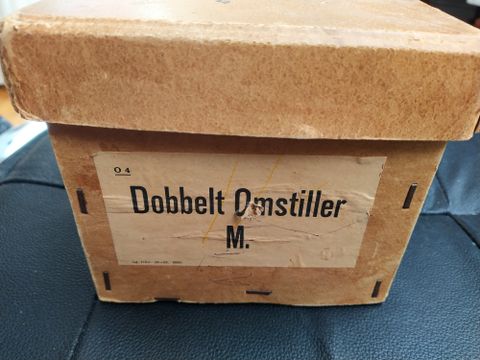 O 4
Dobbelt Omstiller
M.